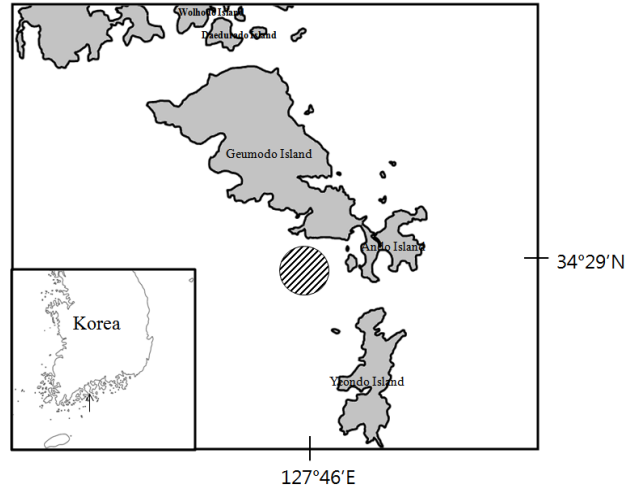 Wolhodo Island
Daedurado Island
Geumodo Island
Ando Island
34°29’N
Korea
Yeondo Island
127°46’E